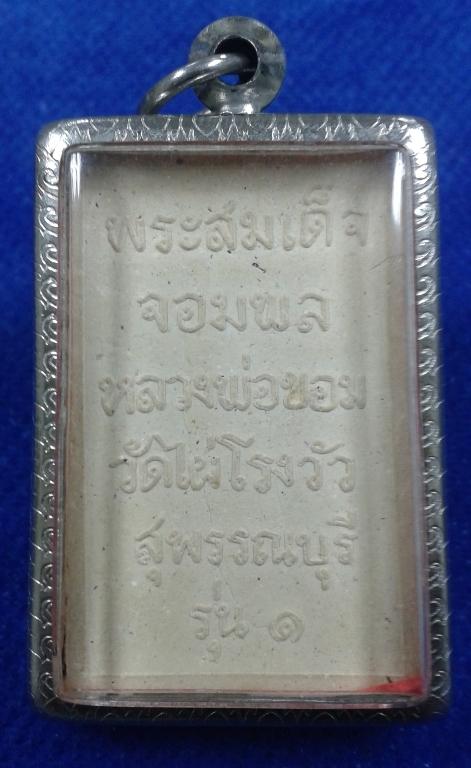 พระสมเด็จ
จอมพล
หลวงพ่อขอม
วัดไผ่โรงวัว
สุพรรณบุรี
รุ่น ๑